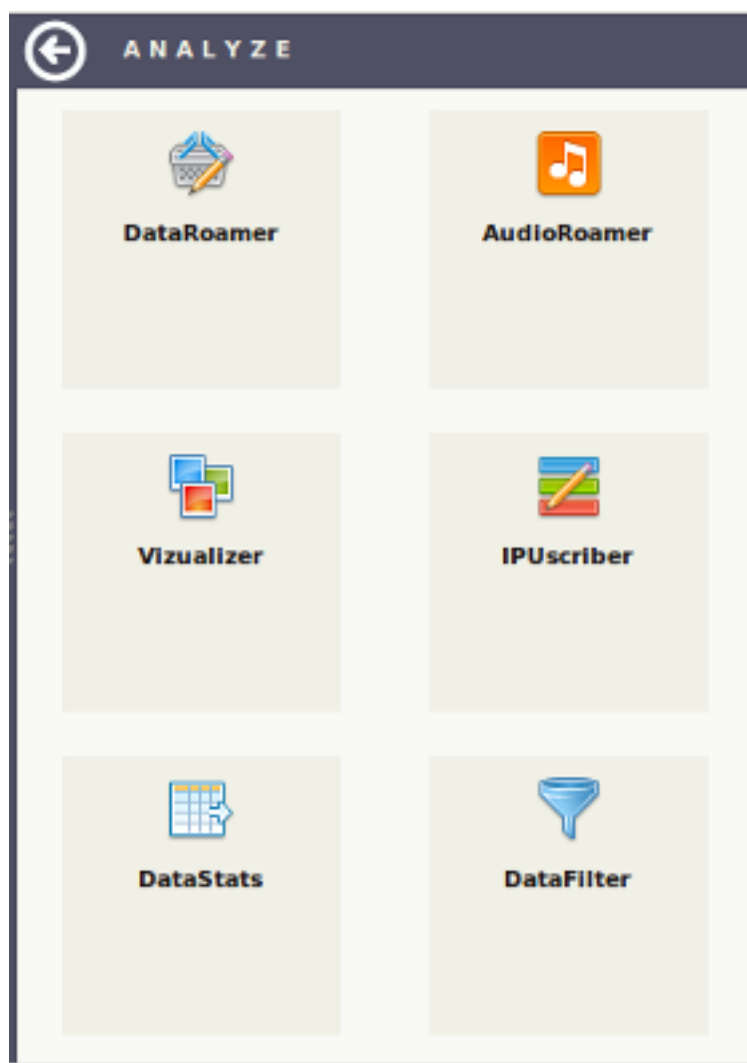 ANALYZE
DataRoamer
AudioRoamer
Vizualizer
IPUscriber
DataStats
DataFilter